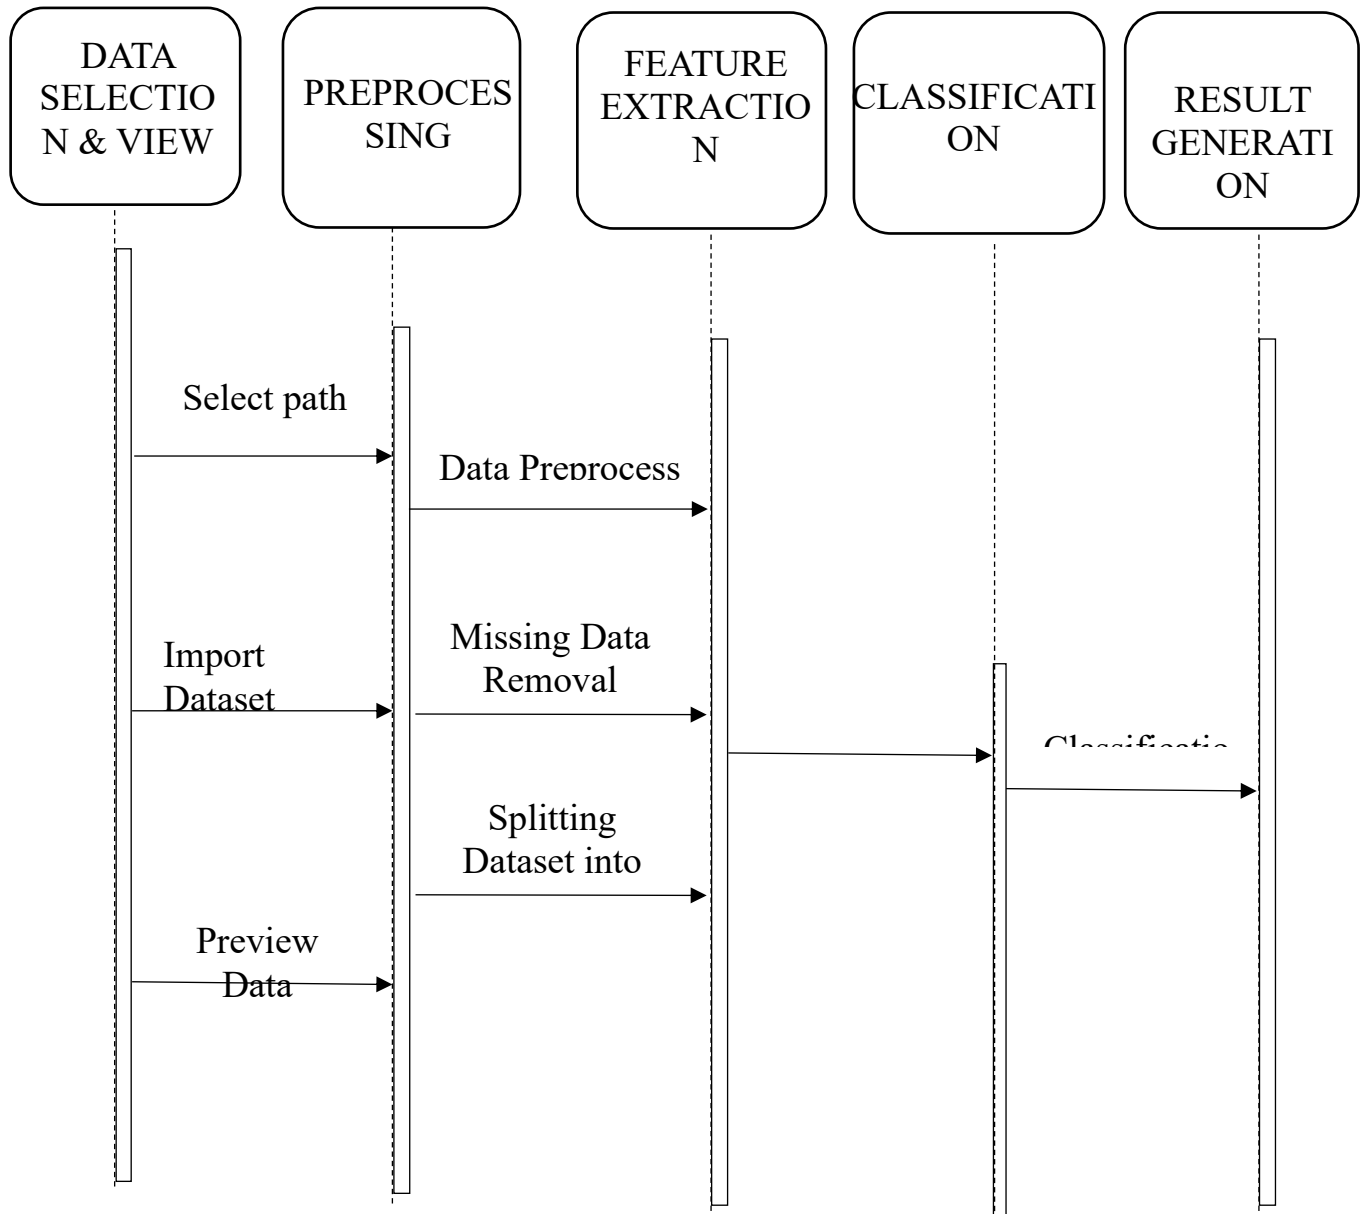 DATA
SELECTIO
N & VIEW
PREPROCES
SING
FEATURE
EXTRACTIO
N
CLASSIFICATI
ON
RESULT
GENERATI
ON
Select path
Data Preprocess
Import
Dataset
Missing Data
Removal
Classificatio
Splitting
Dataset into
Preview
Data